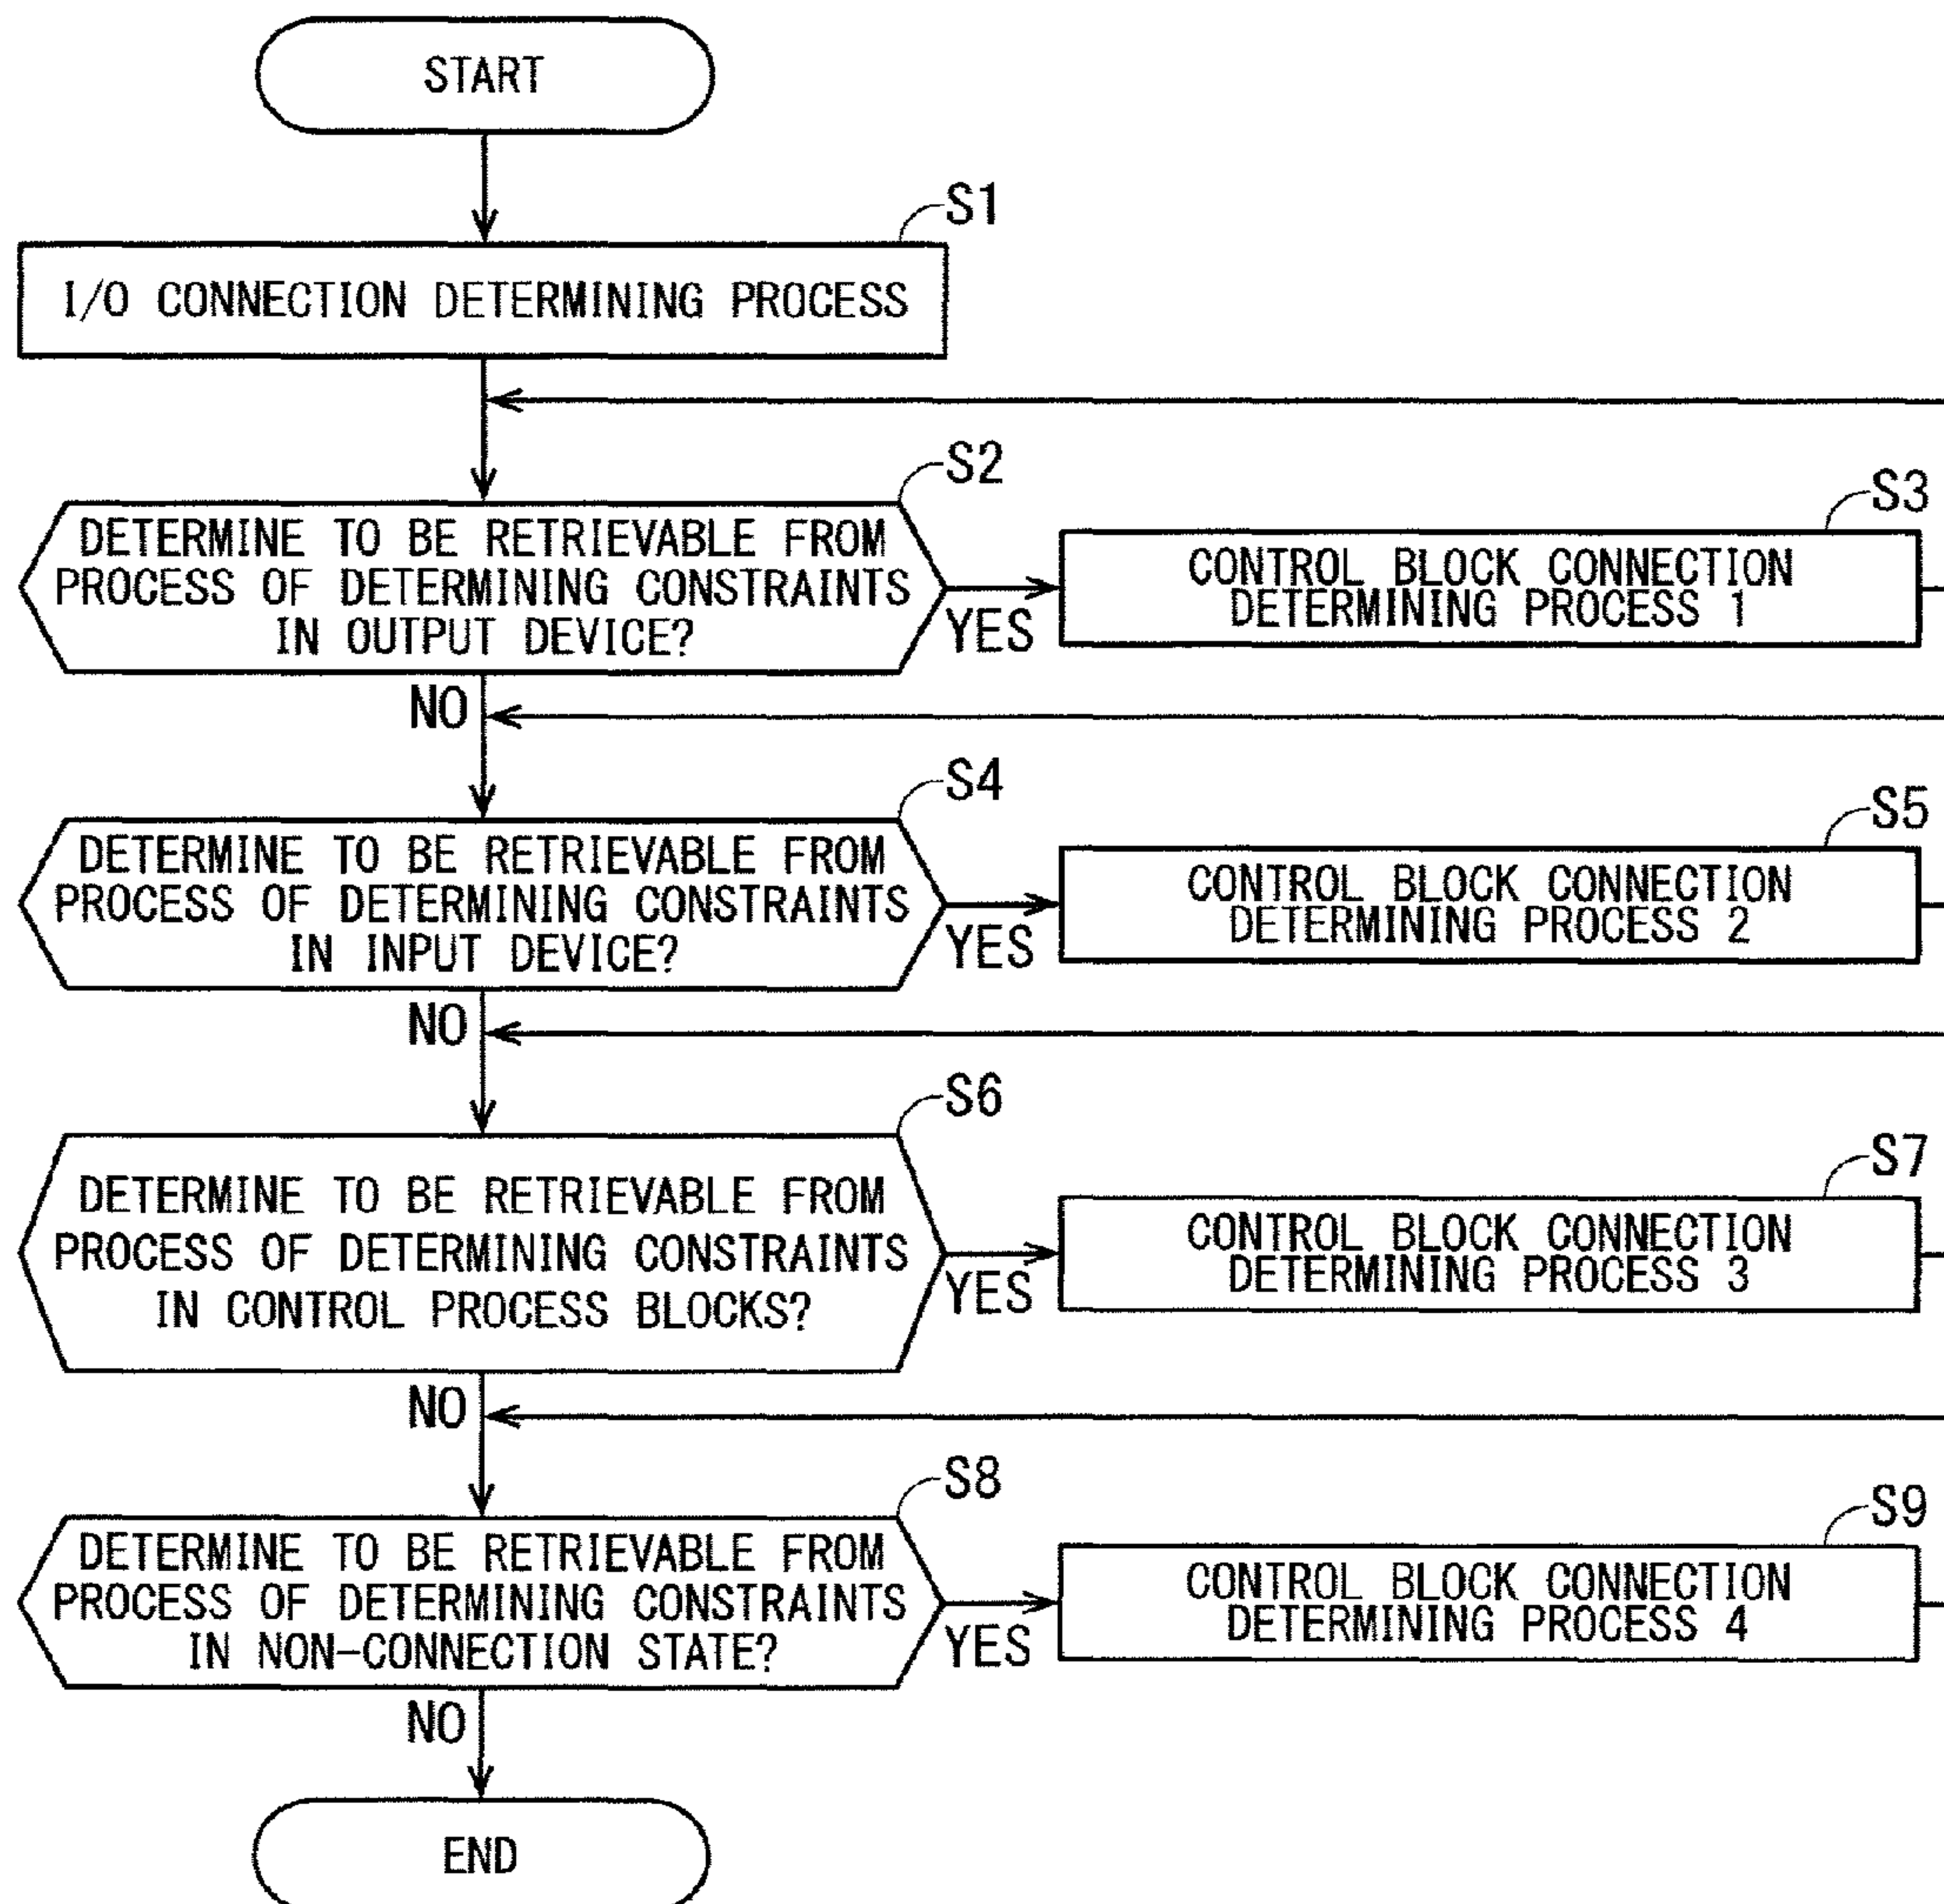 START
S1
I/O CONNECTION DETERMINING PROCESS
S2
DETERMINE TO BE RETRIEVABLE FROM
PROCESS OF DETERMINING CONSTRAINTS
IN OUTPUT DEVICE?
YES
NO
S3
CONTROL BLOCK CONNECTION
DETERMINING PROCESS 1
S4
DETERMINE TO BE RETRIEVABLE FROM
PROCESS OF DETERMINING CONSTRAINTS
IN INPUT DEVICE?
YES
NO
S5
CONTROL BLOCK CONNECTION
DETERMINING PROCESS 2
S6
DETERMINE TO BE RETRIEVABLE FROM
PROCESS OF DETERMINING CONSTRAINTS
IN CONTROL PROCESS BLOCKS?
YES
NO
S7
CONTROL BLOCK CONNECTION
DETERMINING PROCESS 3
S8
DETERMINE TO BE RETRIEVABLE FROM
PROCESS OF DETERMINING CONSTRAINTS
IN NON-CONNECTION STATE?
YES
NO
S9
CONTROL BLOCK CONNECTION
DETERMINING PROCESS 4
END